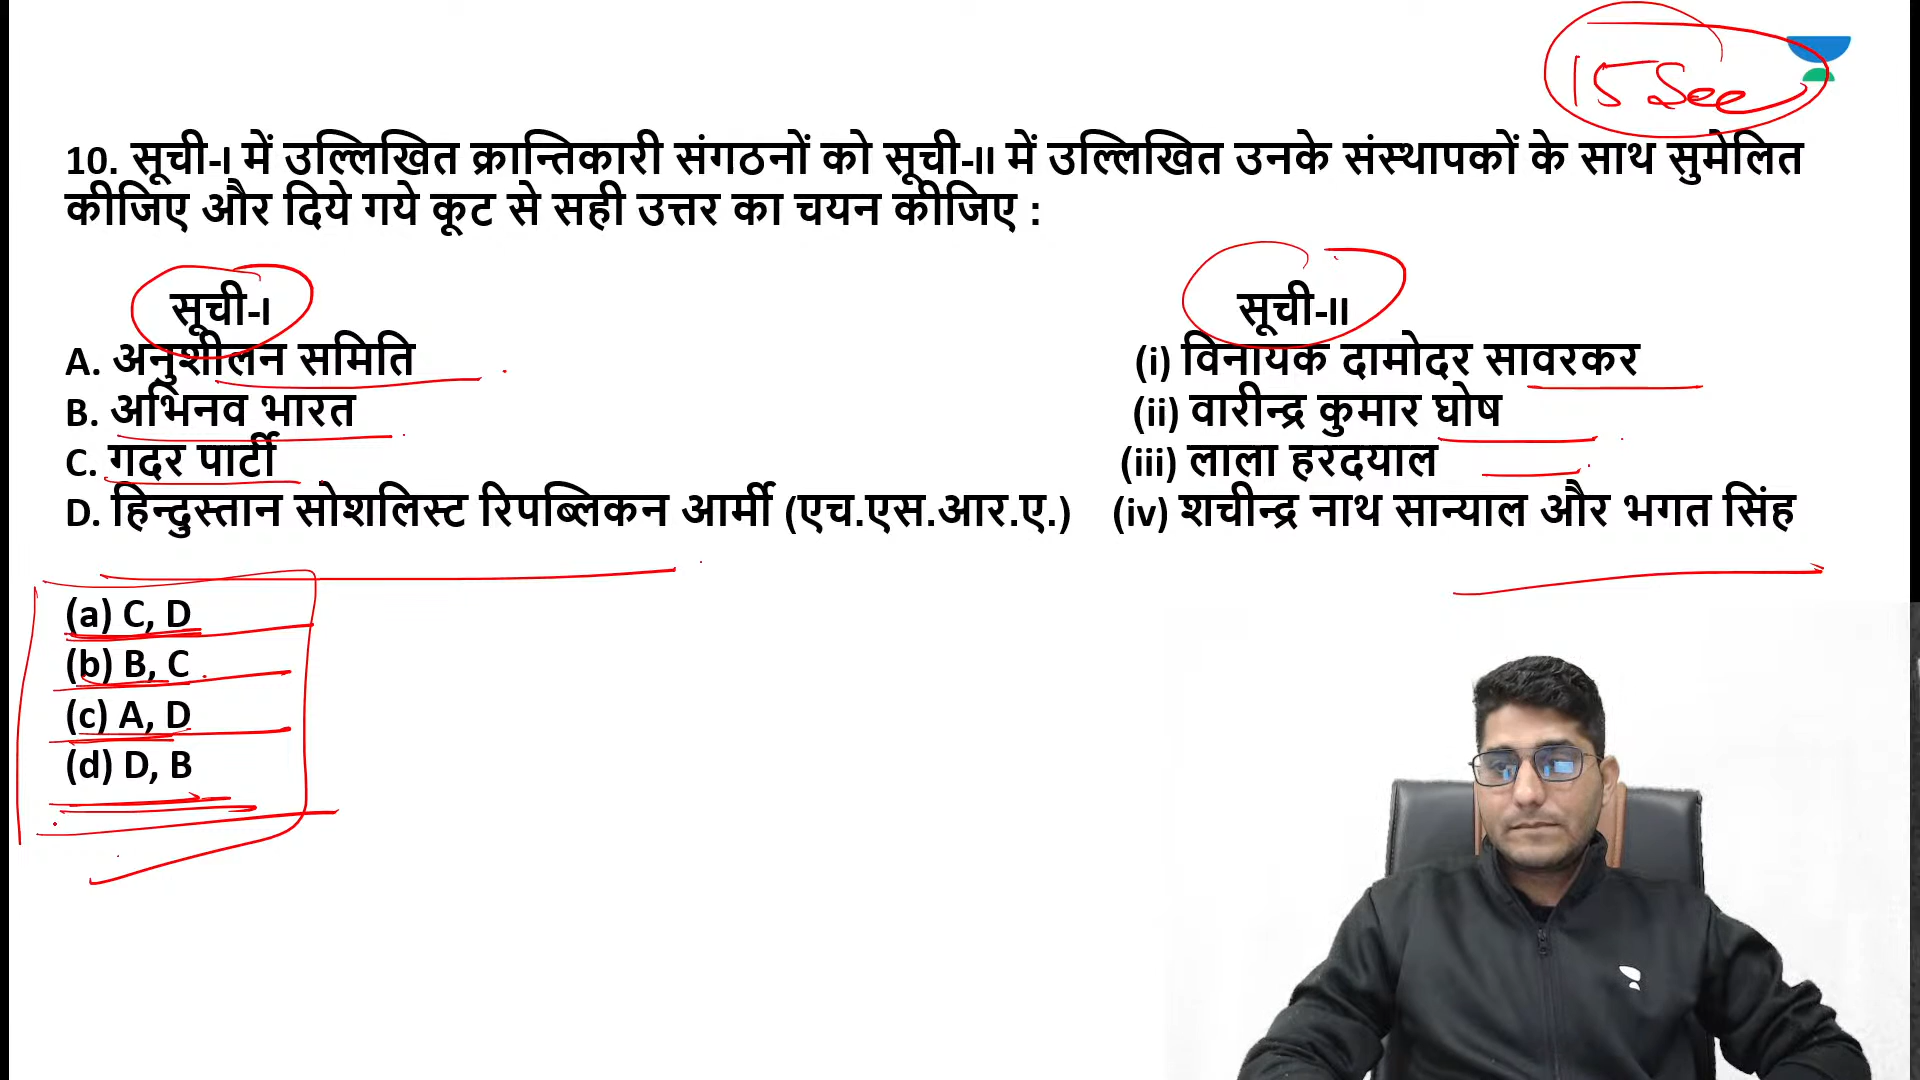 15 See
10. सूची-I में उल्लिखित क्रान्तिकारी संगठनों को सूची-II में उल्लिखित उनके संस्थापकों के साथ सुमेलित
कीजिए और दिये गये कूट से सही उत्तर का चयन कीजिए :
सूची-I सूची-II
A. अनुशीलन समिति (i) विनायक दामोदर सावरकर
B. अभिनव भारत (ii) वारीन्द्र कुमार घोष
C. गदर पार्टी (iii) लाला हरदयाल
D. हिन्दुस्तान सोशलिस्ट रिपब्लिकन आर्मी (एच.एस.आर.ए.) (iv) शचीन्द्र नाथ सान्याल और भगत सिंह
(a) C, D
(b) B, C
(c) A, D
(d) D, B